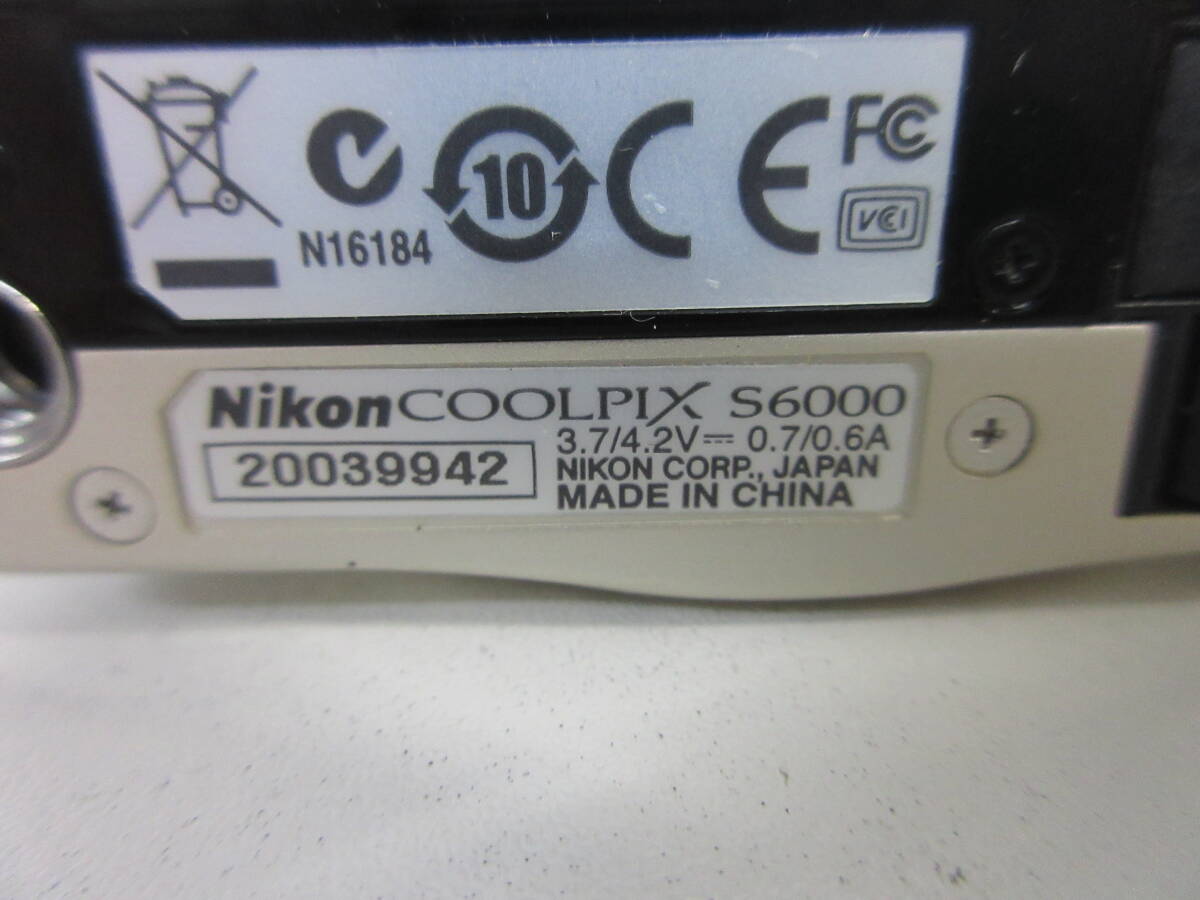 N16184
10
CE
FC
VCI
Nikon COOLPIX S6000
3.7/4.2V⎓ 0.7/0.6A
20039942
NIKON CORP., JAPAN
MADE IN CHINA